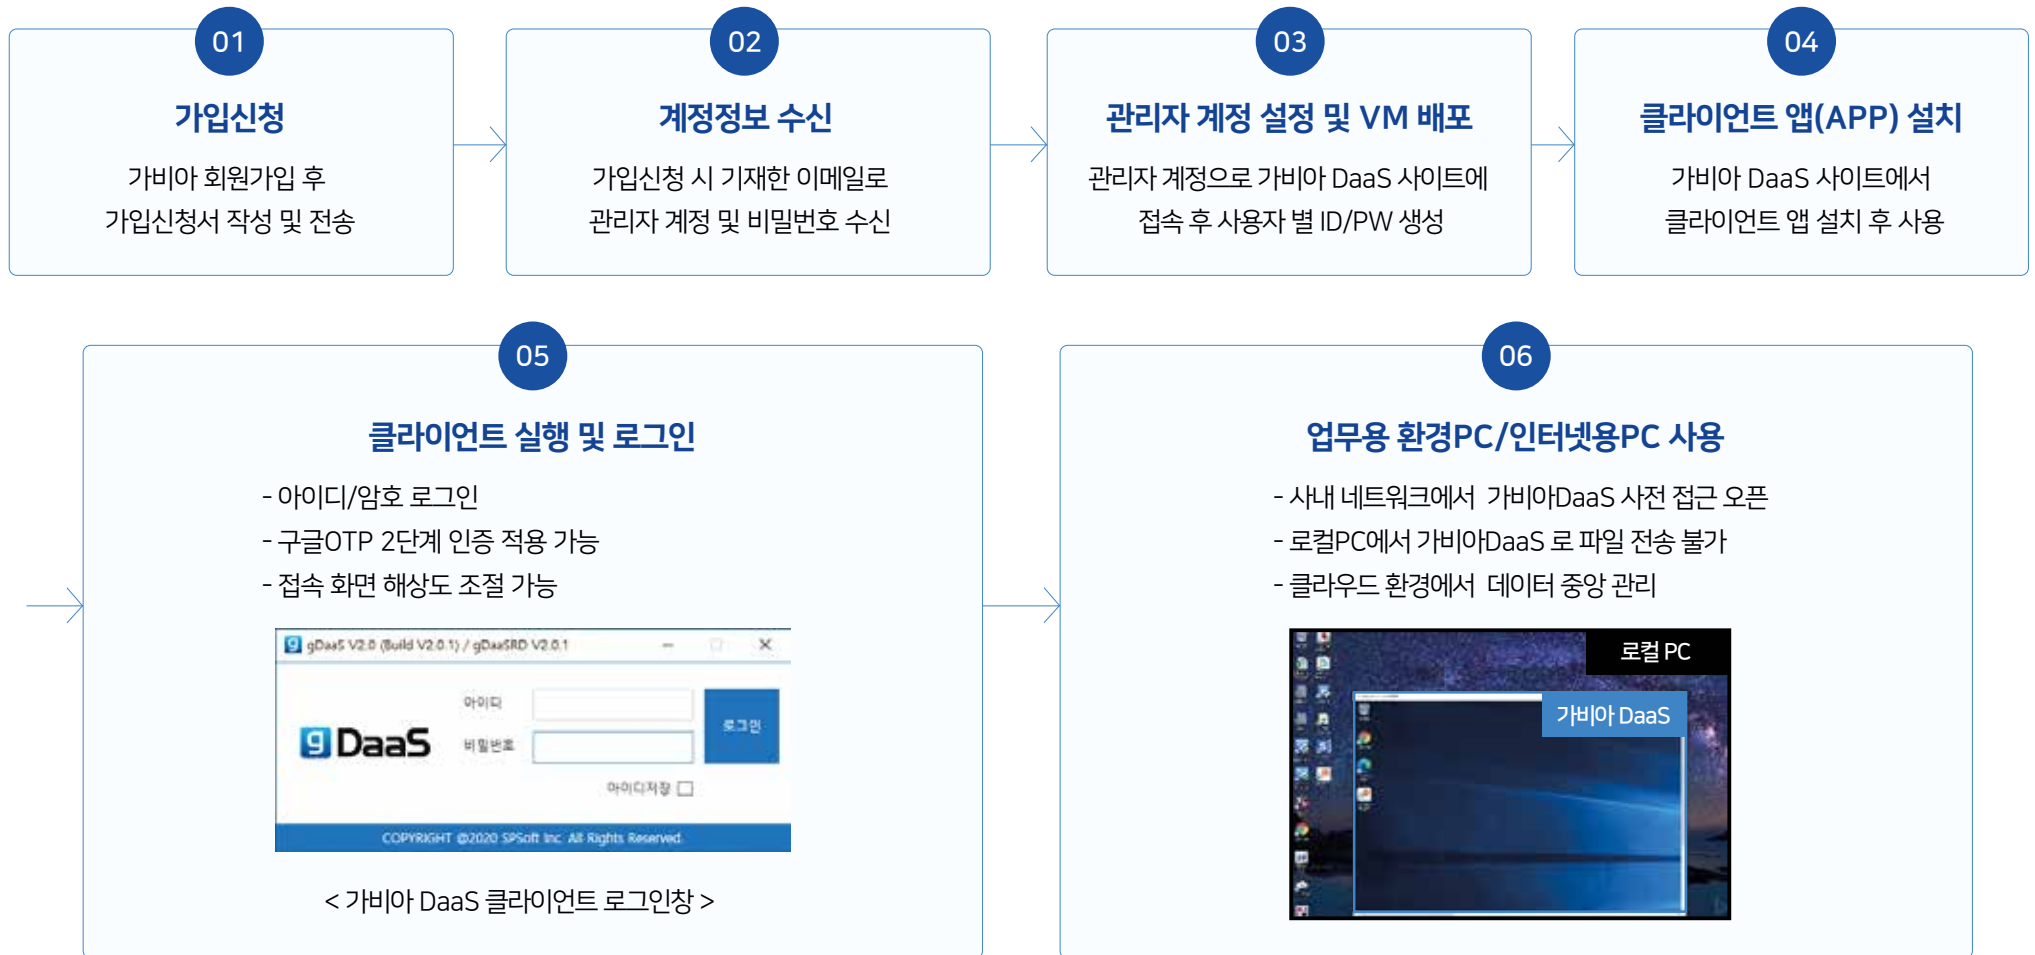 01
가입신청
가비아 회원가입 후
가입신청서 작성 및 전송
02
계정정보 수신
가입신청 시 기재한 이메일로
관리자 계정 및 비밀번호 수신
03
관리자 계정 설정 및 VM 배포
관리자 계정으로 가비아 DaaS 사이트에
접속 후 사용자 별 ID/PW 생성
04
클라이언트 앱(APP) 설치
가비아 DaaS 사이트에서
클라이언트 앱 설치 후 사용
05
클라이언트 실행 및 로그인
- 아이디/암호 로그인
- 구글OTP 2단계 인증 적용 가능
- 접속 화면 해상도 조절 가능
gDaaS V2.0 (Build V2.0.1) / gDaaSRD V2.0.1
아이디
로그인
g DaaS
비밀번호
아이디저장
COPYRIGHT @2020 SPSoft Inc. All Rights Reserved.
< 가비아 DaaS 클라이언트 로그인창 >
06
업무용 환경PC/인터넷용PC 사용
- 사내 네트워크에서 가비아DaaS 사전 접근 오픈
- 로컬PC에서 가비아DaaS 로 파일 전송 불가
- 클라우드 환경에서 데이터 중앙 관리
로컬 PC
가비아 DaaS